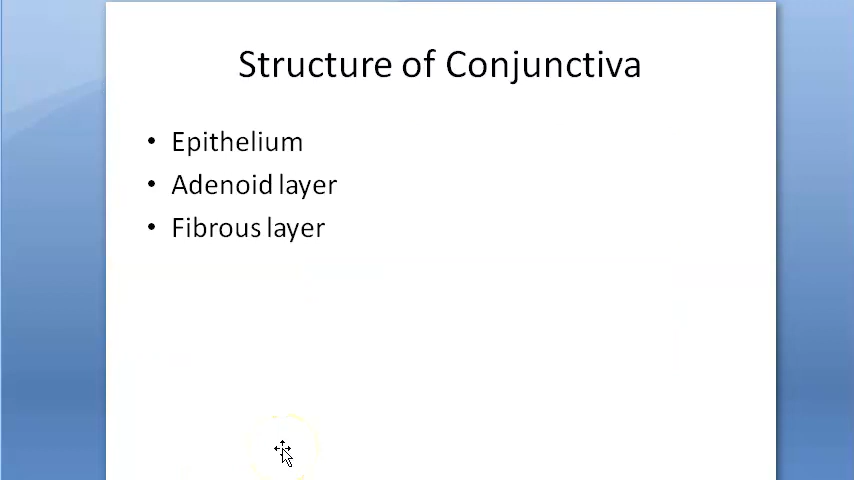 Structure of Conjunctiva
• Epithelium
• Adenoid layer
• Fibrous layer